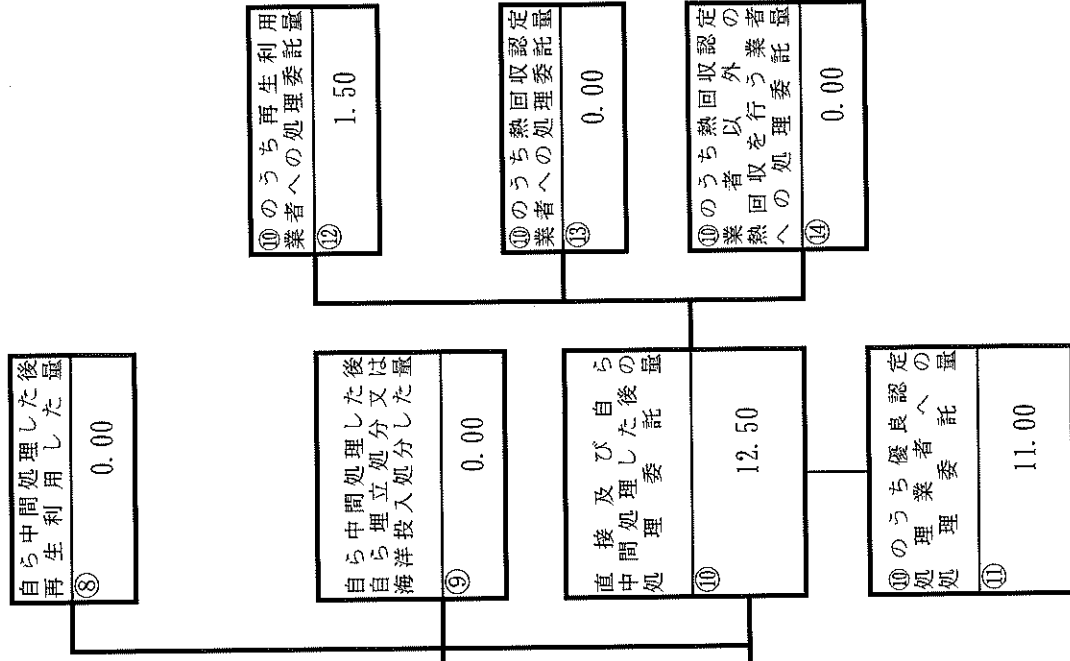 自ら中間処理した後
再生利用した量
⑧
0.00
自ら中間処理した後
自ら埋立処分又は
海洋投入処分した量
⑨
0.00
直接及び自ら
中間処理した後の
処理委託量
⑩
12.50
⑩のうち優良認定
処理業者への
処理委託量
⑪
11.00
⑩のうち再生利用
業者への処理委託量
⑫
1.50
⑩のうち熱回収認定
業者への処理委託量
⑬
0.00
⑩のうち熱回収認定
業者以外の
熱回収を行う業者
への処理委託量
⑭
0.00